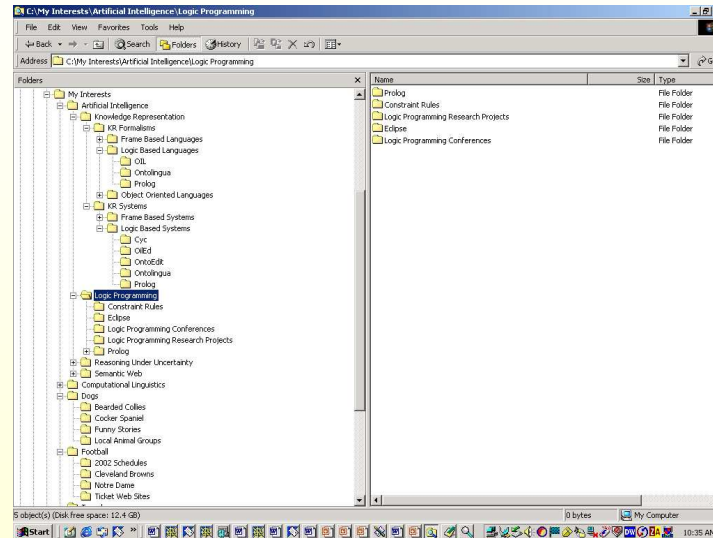 C:\My Interests\Artificial Intelligence\Logic Programming
File Edit View Favorites Tools Help
Back Search Folders History
Address C:\My Interests\Artificial Intelligence\Logic Programming
Folders
My Interests
Artificial Intelligence
Knowledge Representation
KR Formalisms
Frame Based Languages
Logic Based Languages
OIL
Ontolingua
Prolog
Object Oriented Languages
KR Systems
Frame Based Systems
Logic Based Systems
Cyc
OilEd
OntoEdit
Ontolingua
Prolog
Logic Programming
Constraint Rules
Eclipse
Logic Programming Conferences
Logic Programming Research Projects
Prolog
Reasoning Under Uncertainty
Semantic Web
Computational Linguistics
Dogs
Bearded Collies
Cocker Spaniel
Funny Stories
Local Animal Groups
Football
2002 Schedules
Cleveland Browns
Notre Dame
Ticket Web Sites
Name Size Type
Prolog File Folder
Constraint Rules File Folder
Logic Programming Research Projects File Folder
Eclipse File Folder
Logic Programming Conferences File Folder
5 object(s) (Disk free space: 12.4 GB) 0 bytes My Computer
Start 10:35 AM